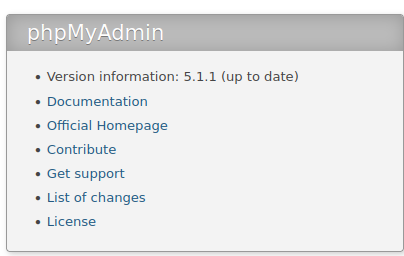 phpMyAdmin
Version information: 5.1.1 (up to date)
Documentation
Official Homepage
Contribute
Get support
List of changes
License